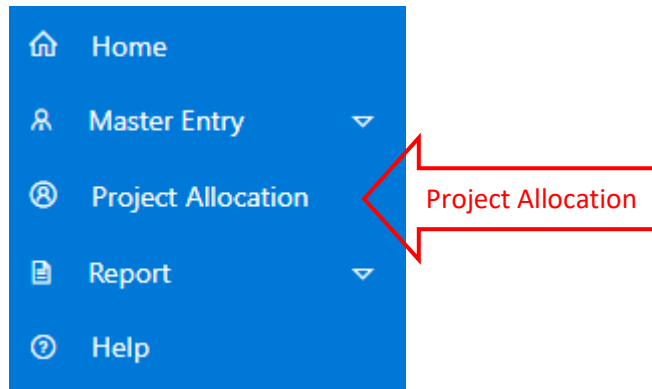 Home
Master Entry
Project Allocation
Project Allocation
Report
Help